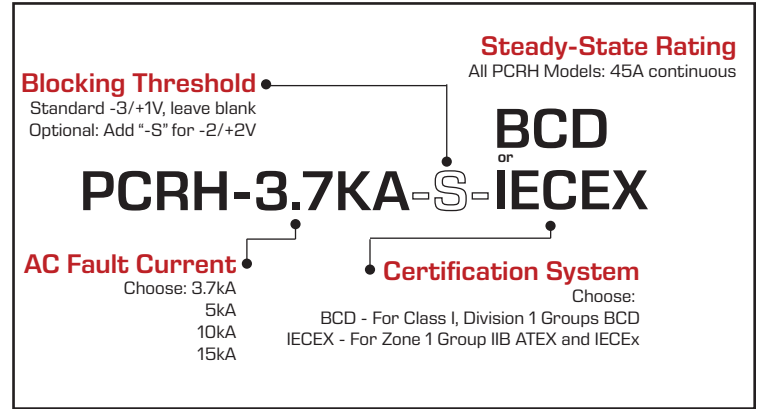 Steady-State Rating
All PCRH Models: 45A continuous
Blocking Threshold
Standard -3/+1V, leave blank
Optional: Add “-S” for -2/+2V
BCD
or
PCRH-3.7KA-S-IECEX
AC Fault Current
Choose: 3.7kA
5kA
10kA
15kA
Certification System
Choose:
BCD - For Class I, Division 1 Groups BCD
IECEX - For Zone 1 Group IIB ATEX and IECEx